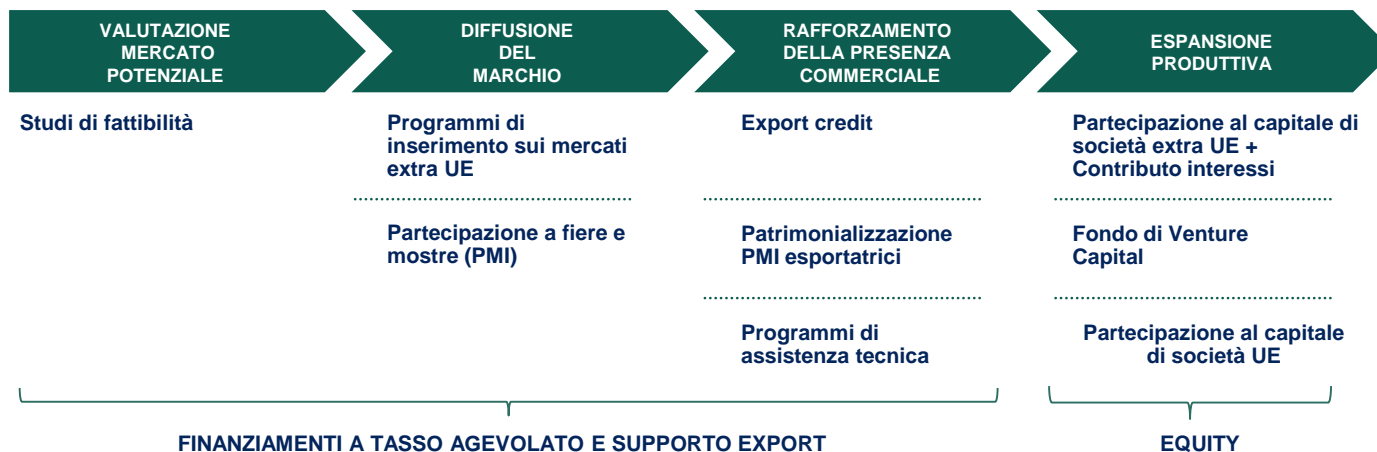 VALUTAZIONE
MERCATO
POTENZIALE
DIFFUSIONE
DEL
MARCHIO
RAFFORZAMENTO
DELLA PRESENZA
COMMERCIALE
ESPANSIONE
PRODUTTIVA
Studi di fattibilità
Programmi di
inserimento sui mercati
extra UE
Partecipazione a fiere e
mostre (PMI)
Export credit
Patrimonializzazione
PMI esportatrici
Programmi di
assistenza tecnica
Partecipazione al capitale di
società extra UE +
Contributo interessi
Fondo di Venture
Capital
Partecipazione al capitale
di società UE
FINANZIAMENTI A TASSO AGEVOLATO E SUPPORTO EXPORT
EQUITY